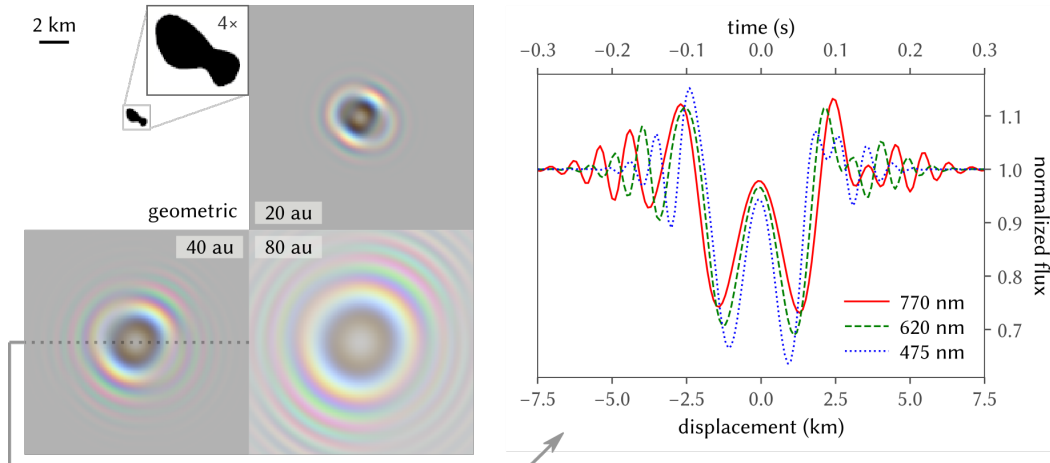 2 km
4×
geometric
20 au
40 au
80 au
time (s)
−0.3 −0.2 −0.1 0.0 0.1 0.2 0.3
1.1
1.0
0.9
0.8
0.7
normalized flux
770 nm
620 nm
475 nm
−7.5 −5.0 −2.5 0.0 2.5 5.0 7.5
displacement (km)